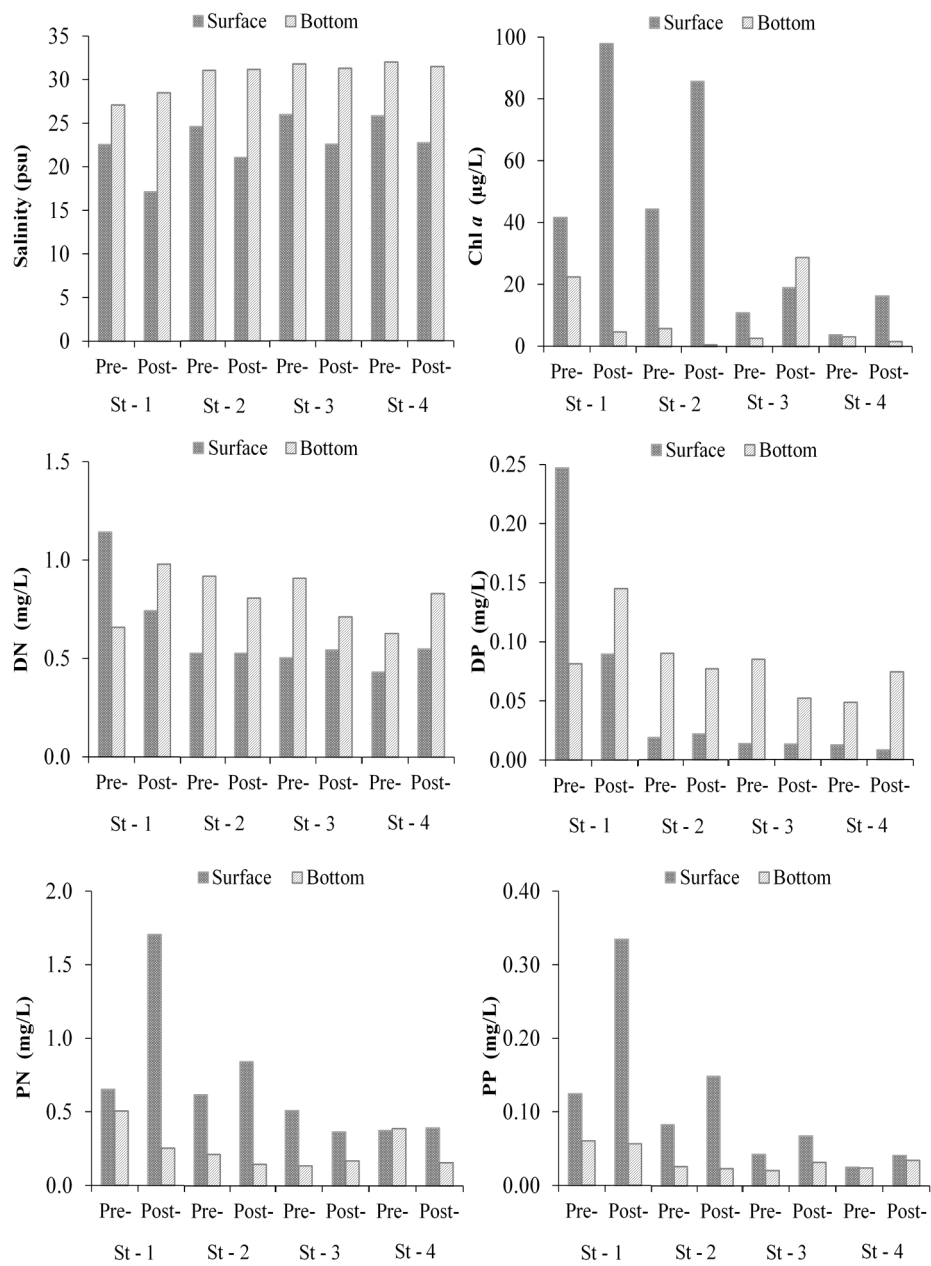 Surface Bottom
Salinity (psu)
35
30
25
20
15
10
5
0
Pre- Post- Pre- Post- Pre- Post- Pre- Post-
St - 1 St - 2 St - 3 St - 4
Surface Bottom
Chl a (µg/L)
100
80
60
40
20
0
Pre- Post- Pre- Post- Pre- Post- Pre- Post-
St - 1 St - 2 St - 3 St - 4
Surface Bottom
DN (mg/L)
1.5
1.0
0.5
0.0
Pre- Post- Pre- Post- Pre- Post- Pre- Post-
St - 1 St - 2 St - 3 St - 4
Surface Bottom
DP (mg/L)
0.25
0.20
0.15
0.10
0.05
0.00
Pre- Post- Pre- Post- Pre- Post- Pre- Post-
St - 1 St - 2 St - 3 St - 4
Surface Bottom
PN (mg/L)
2.0
1.5
1.0
0.5
0.0
Pre- Post- Pre- Post- Pre- Post- Pre- Post-
St - 1 St - 2 St - 3 St - 4
Surface Bottom
PP (mg/L)
0.40
0.30
0.20
0.10
0.00
Pre- Post- Pre- Post- Pre- Post- Pre- Post-
St - 1 St - 2 St - 3 St - 4